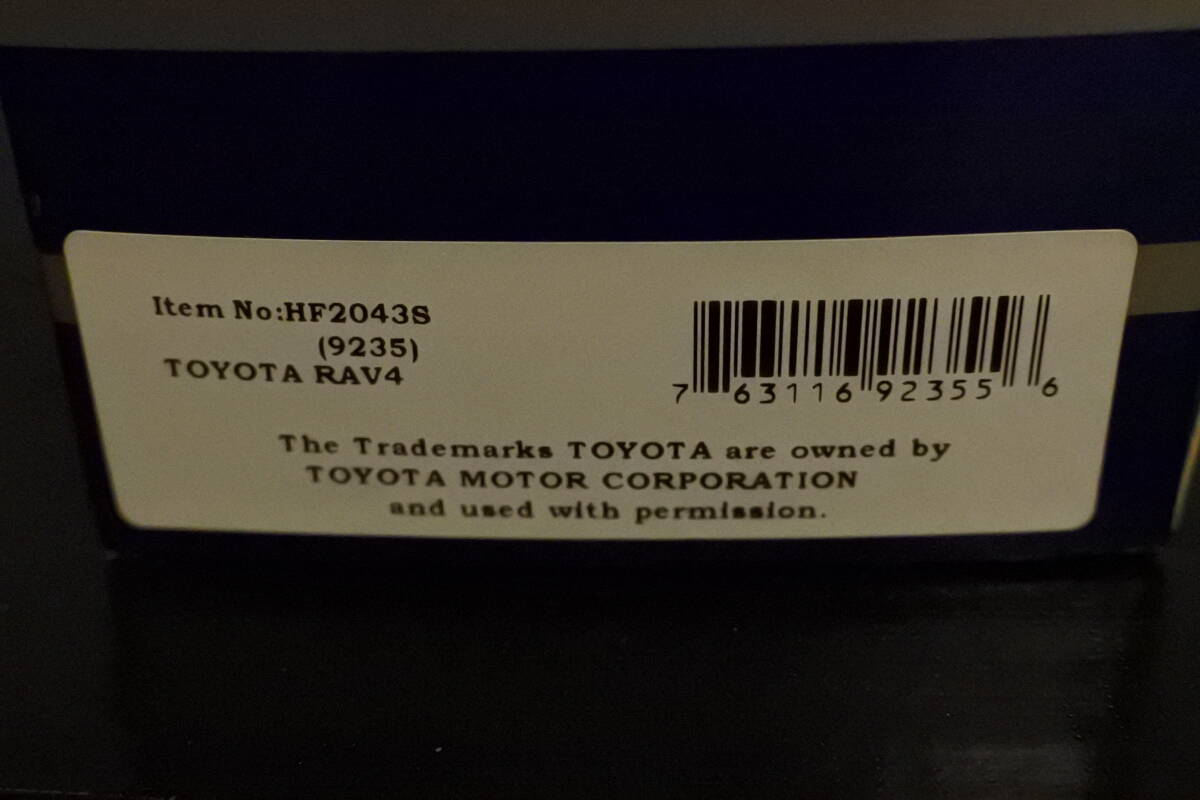 Item No:HF2043S
(9235)
TOYOTA RAV4
7 63116 92355 6
The Trademarks TOYOTA are owned by
TOYOTA MOTOR CORPORATION
and used with permission.